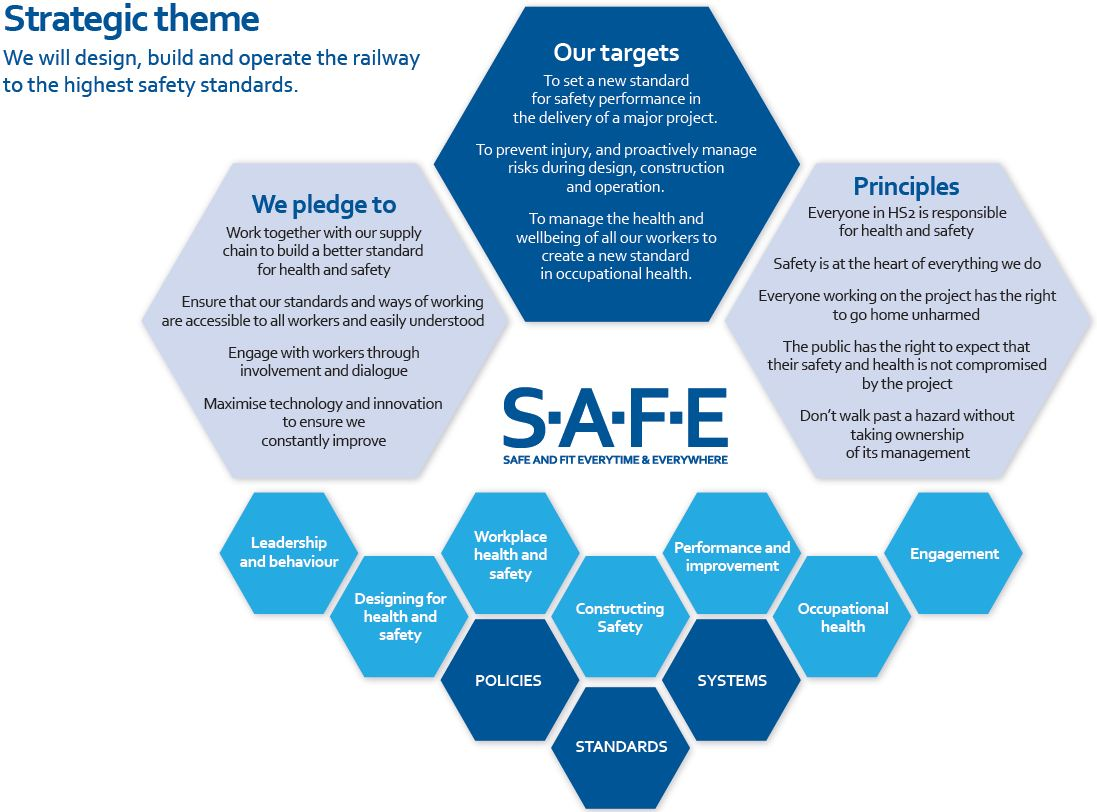 Strategic theme
We will design, build and operate the railway
to the highest safety standards.
Our targets
To set a new standard
for safety performance in
the delivery of a major project.
To prevent injury, and proactively manage
risks during design, construction
and operation.
To manage the health and
wellbeing of all our workers to
create a new standard
in occupational health.
We pledge to
Work together with our supply
chain to build a better standard
for health and safety
Ensure that our standards and ways of working
are accessible to all workers and easily understood
Engage with workers through
involvement and dialogue
Maximise technology and innovation
to ensure we
constantly improve
Principles
Everyone in HS2 is responsible
for health and safety
Safety is at the heart of everything we do
Everyone working on the project has the right
to go home unharmed
The public has the right to expect that
their safety and health is not compromised
by the project
Don't walk past a hazard without
taking ownership
of its management
S·A·F·E
SAFE AND FIT EVERYTIME & EVERYWHERE
Leadership
and behaviour
Designing for
health and
safety
Workplace
health and
safety
Constructing
Safety
Performance and
improvement
Occupational
health
Engagement
POLICIES
STANDARDS
SYSTEMS